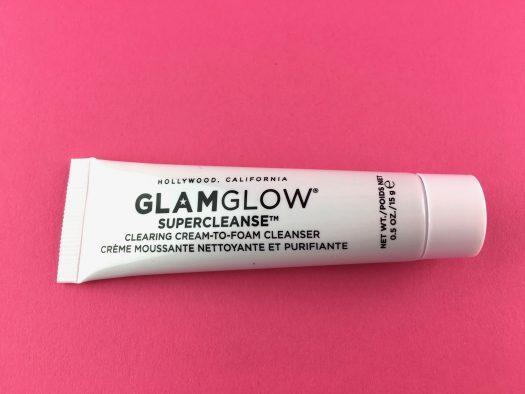 HOLLYWOOD, CALIFORNIA
GLAMGLOW®
SUPERCLEANSE™
CLEARING CREAM-TO-FOAM CLEANSER
CRÈME MOUSSANTE NETTOYANTE ET PURIFIANTE
NET WT./POIDS NET
0.5 OZ./15 g ℮